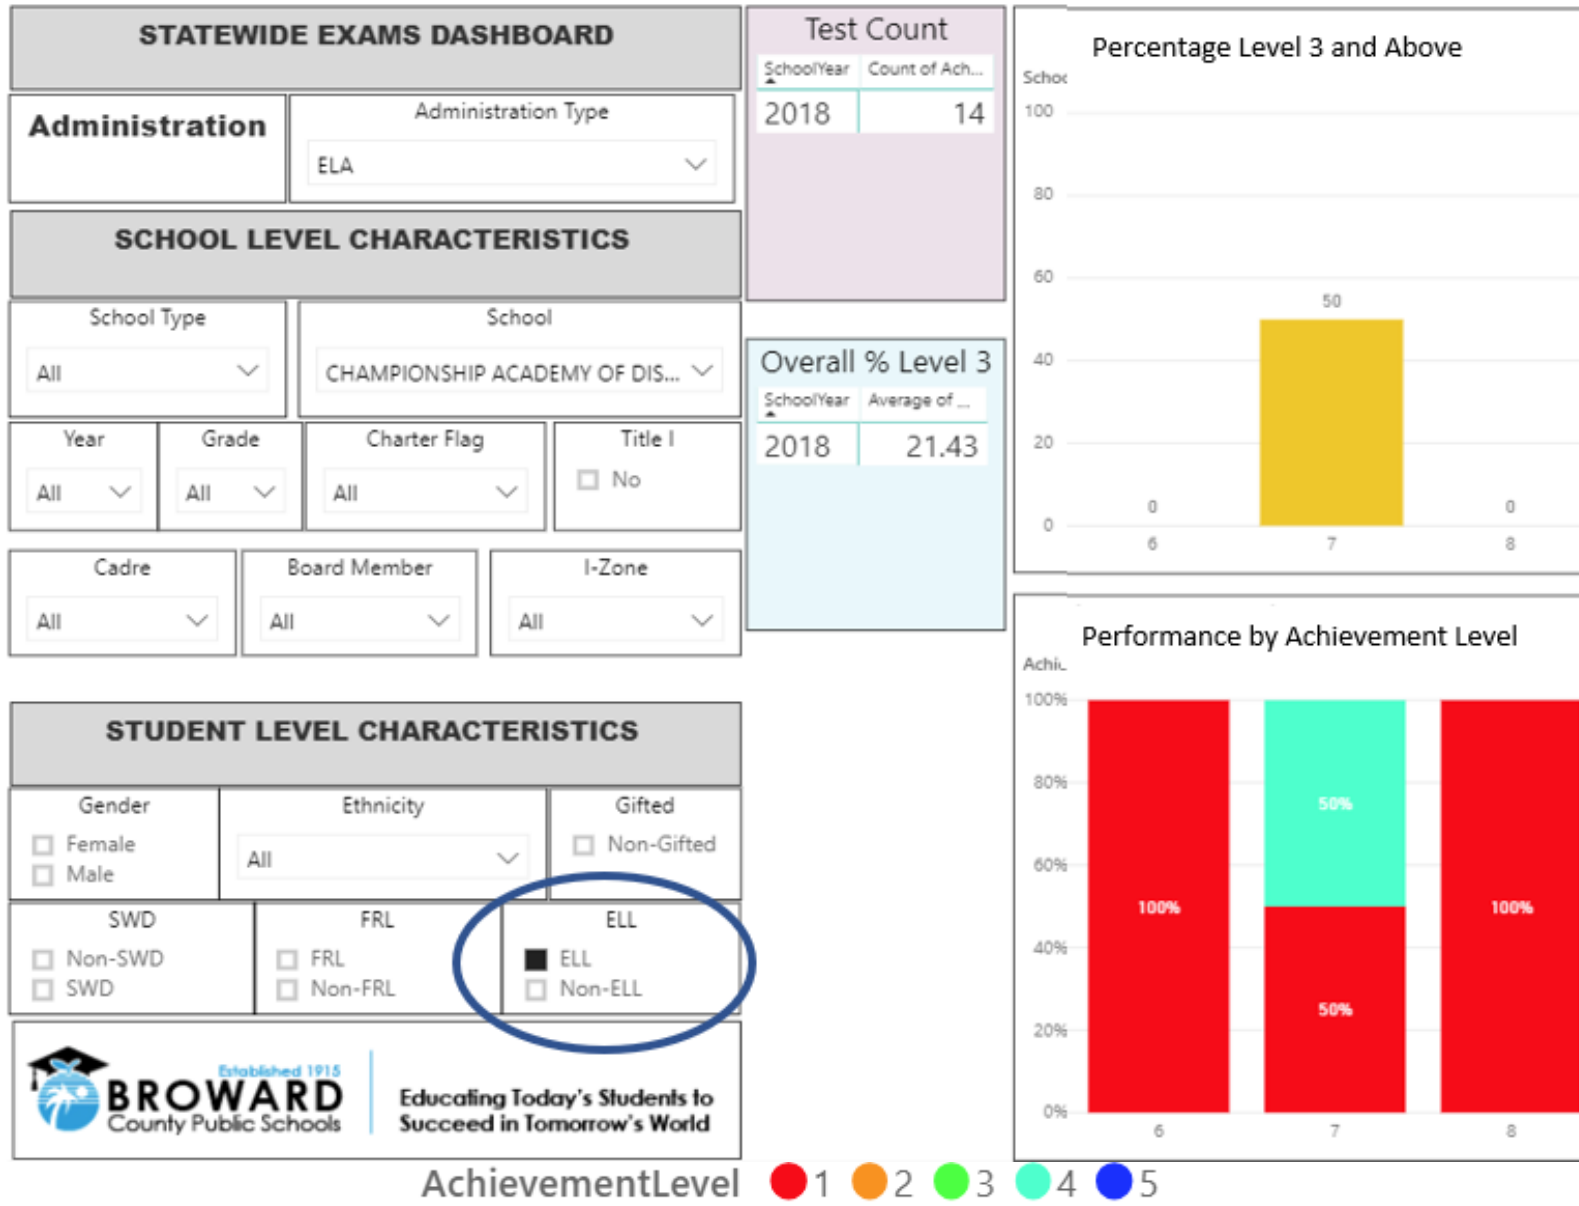 STATEWIDE EXAMS DASHBOARD
Administration
Administration Type
ELA
SCHOOL LEVEL CHARACTERISTICS
School Type
All
School
CHAMPIONSHIP ACADEMY OF DIS...
Year
All
Grade
All
Charter Flag
All
Title I
No
Cadre
All
Board Member
All
I-Zone
All
STUDENT LEVEL CHARACTERISTICS
Gender
Female
Male
Ethnicity
All
Gifted
Non-Gifted
SWD
Non-SWD
SWD
FRL
FRL
Non-FRL
ELL
ELL
Non-ELL
Established 1915
BROWARD
County Public Schools
Educating Today's Students to
Succeed in Tomorrow's World
Test Count
SchoolYear Count of Ach...
2018 14
Overall % Level 3
SchoolYear Average of ...
2018 21.43
Percentage Level 3 and Above
Schoo
100
80
60
40
20
0
50
0
0
6 7 8
Performance by Achievement Level
Achi...
100%
80%
60%
40%
20%
0%
100%
50%
50%
100%
6 7 8
AchievementLevel 1 2 3 4 5